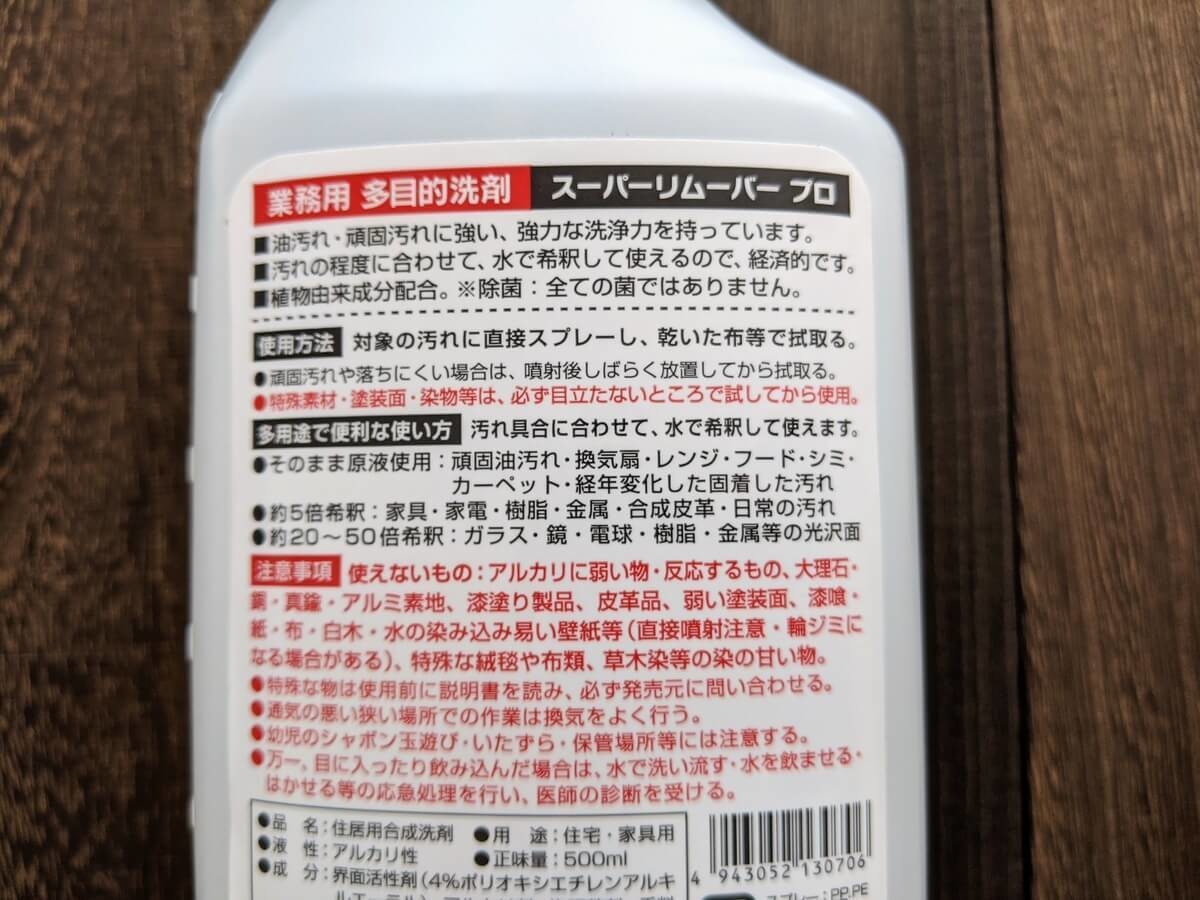 業務用 多目的洗剤 スーパーリムーバー プロ
■油汚れ・頑固汚れに強い、強力な洗浄力を持っています。
■汚れの程度に合わせて、水で希釈して使えるので、経済的です。
■植物由来成分配合。※除菌：全ての菌ではありません。
使用方法 対象の汚れに直接スプレーし、乾いた布等で拭取る。
●頑固汚れや落ちにくい場合は、噴射後しばらく放置してから拭取る。
●特殊素材・塗装面・染物等は、必ず目立たないところで試してから使用。
多用途で便利な使い方 汚れ具合に合わせて、水で希釈して使えます。
●そのまま原液使用：頑固油汚れ・換気扇・レンジ・フード・シミ・
カーペット・経年変化した固着した汚れ
●約5倍希釈：家具・家電・樹脂・金属・合成皮革・日常の汚れ
●約20〜50倍希釈：ガラス・鏡・電球・樹脂・金属等の光沢面
注意事項 使えないもの：アルカリに弱い物・反応するもの、大理石・
銅・真鍮・アルミ素地、漆塗り製品、皮革品、弱い塗装面、漆喰・
紙・布・白木・水の染み込み易い壁紙等（直接噴射注意・輪ジミに
なる場合がある）、特殊な絨毯や布類、草木染等の染の甘い物。
●特殊な物は使用前に説明書を読み、必ず発売元に問い合わせる。
●通気の悪い狭い場所での作業は換気をよく行う。
●幼児のシャボン玉遊び・いたずら・保管場所等には注意する。
●万一、目に入ったり飲み込んだ場合は、水で洗い流す・水を飲ませる・
はかせる等の応急処理を行い、医師の診断を受ける。
●品 名：住居用合成洗剤 ●用 途：住宅・家具用
●液 性：アルカリ性 ●正味量：500ml
●成 分：界面活性剤（4%ポリオキシエチレンアルキ
4 943052 130706
スプレー：PP.PE